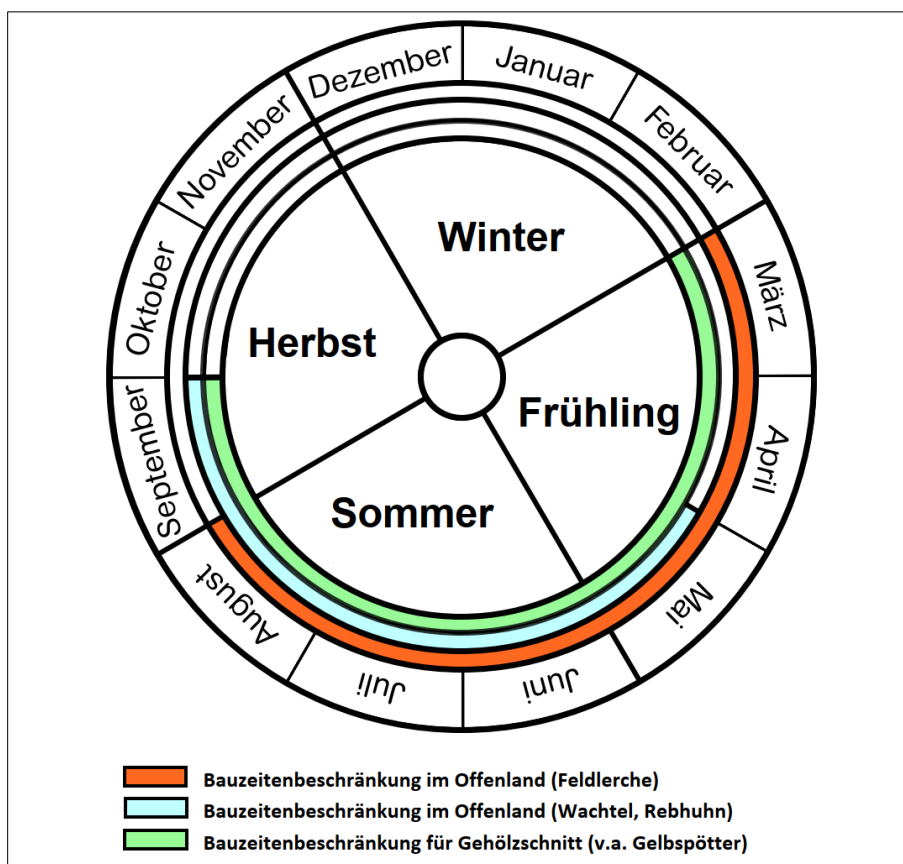 Dezember
Januar
Februar
März
April
Mai
Juni
Juli
August
September
Oktober
November
Winter
Frühling
Sommer
Herbst
Bauzeitenbeschränkung im Offenland (Feldlerche)
Bauzeitenbeschränkung im Offenland (Wachtel, Rebhuhn)
Bauzeitenbeschränkung für Gehölzschnitt (v.a. Gelbspötter)